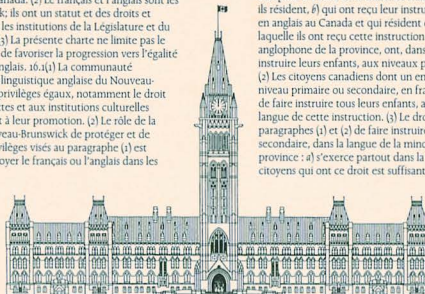 anada. (2) Le français et l'anglais sont les
k; ils ont un statut et des droits et
les institutions de la Législature et du
3) La présente charte ne limite pas le
de favoriser la progression vers l'égalité
nglais. 16.1(1) La communauté
linguistique anglaise du Nouveau-
privilèges égaux, notamment le droit
ctes et aux institutions culturelles
t à leur promotion. (2) Le rôle de la
veau-Brunswick de protéger et de
vilèges visés au paragraphe (1) est
oyer le français ou l'anglais dans les
ils résident, b) qui ont reçu leur instruc
en anglais au Canada et qui résident d
laquelle ils ont reçu cette instruction e
anglophone de la province, ont, dans
instruire leurs enfants, aux niveaux p
(2) Les citoyens canadiens dont un en
niveau primaire ou secondaire, en fra
de faire instruire tous leurs enfants, a
langue de cette instruction. (3) Le dro
paragraphes (1) et (2) de faire instruire
secondaire, dans la langue de la mino
province : a) s'exerce partout dans la
citoyens qui ont ce droit est suffisant